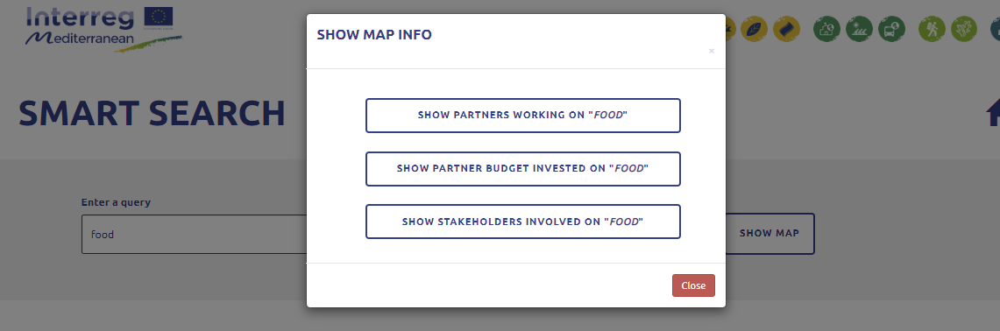 Interreg
Mediterranean
SHOW MAP INFO
×
SMART SEARCH
SHOW PARTNERS WORKING ON "FOOD"
SHOW PARTNER BUDGET INVESTED ON "FOOD"
Enter a query
SHOW STAKEHOLDERS INVOLVED ON "FOOD"
food
SHOW MAP
Close